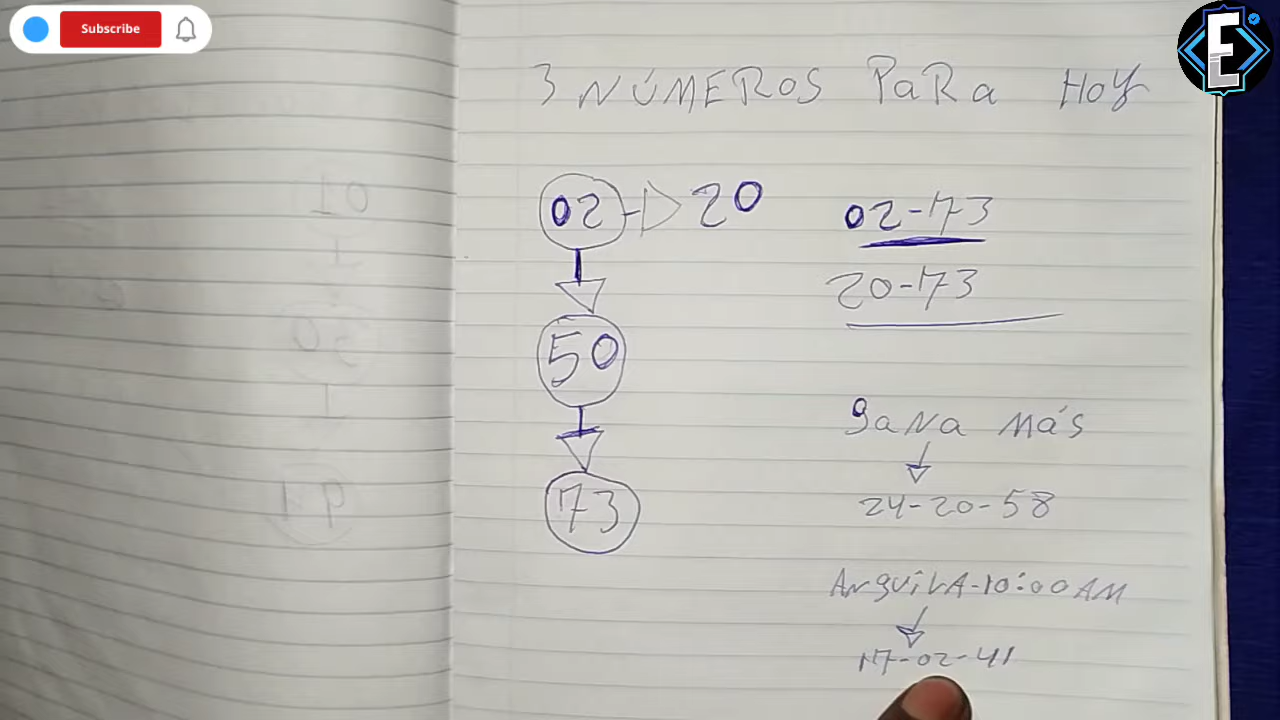 Subscribe
3 NÚMEROS PaRa HOY
02 20
02-73
20-73
50
73
gaNa Más
24-20-58
AnguiLA-10:00AM
17-02-41